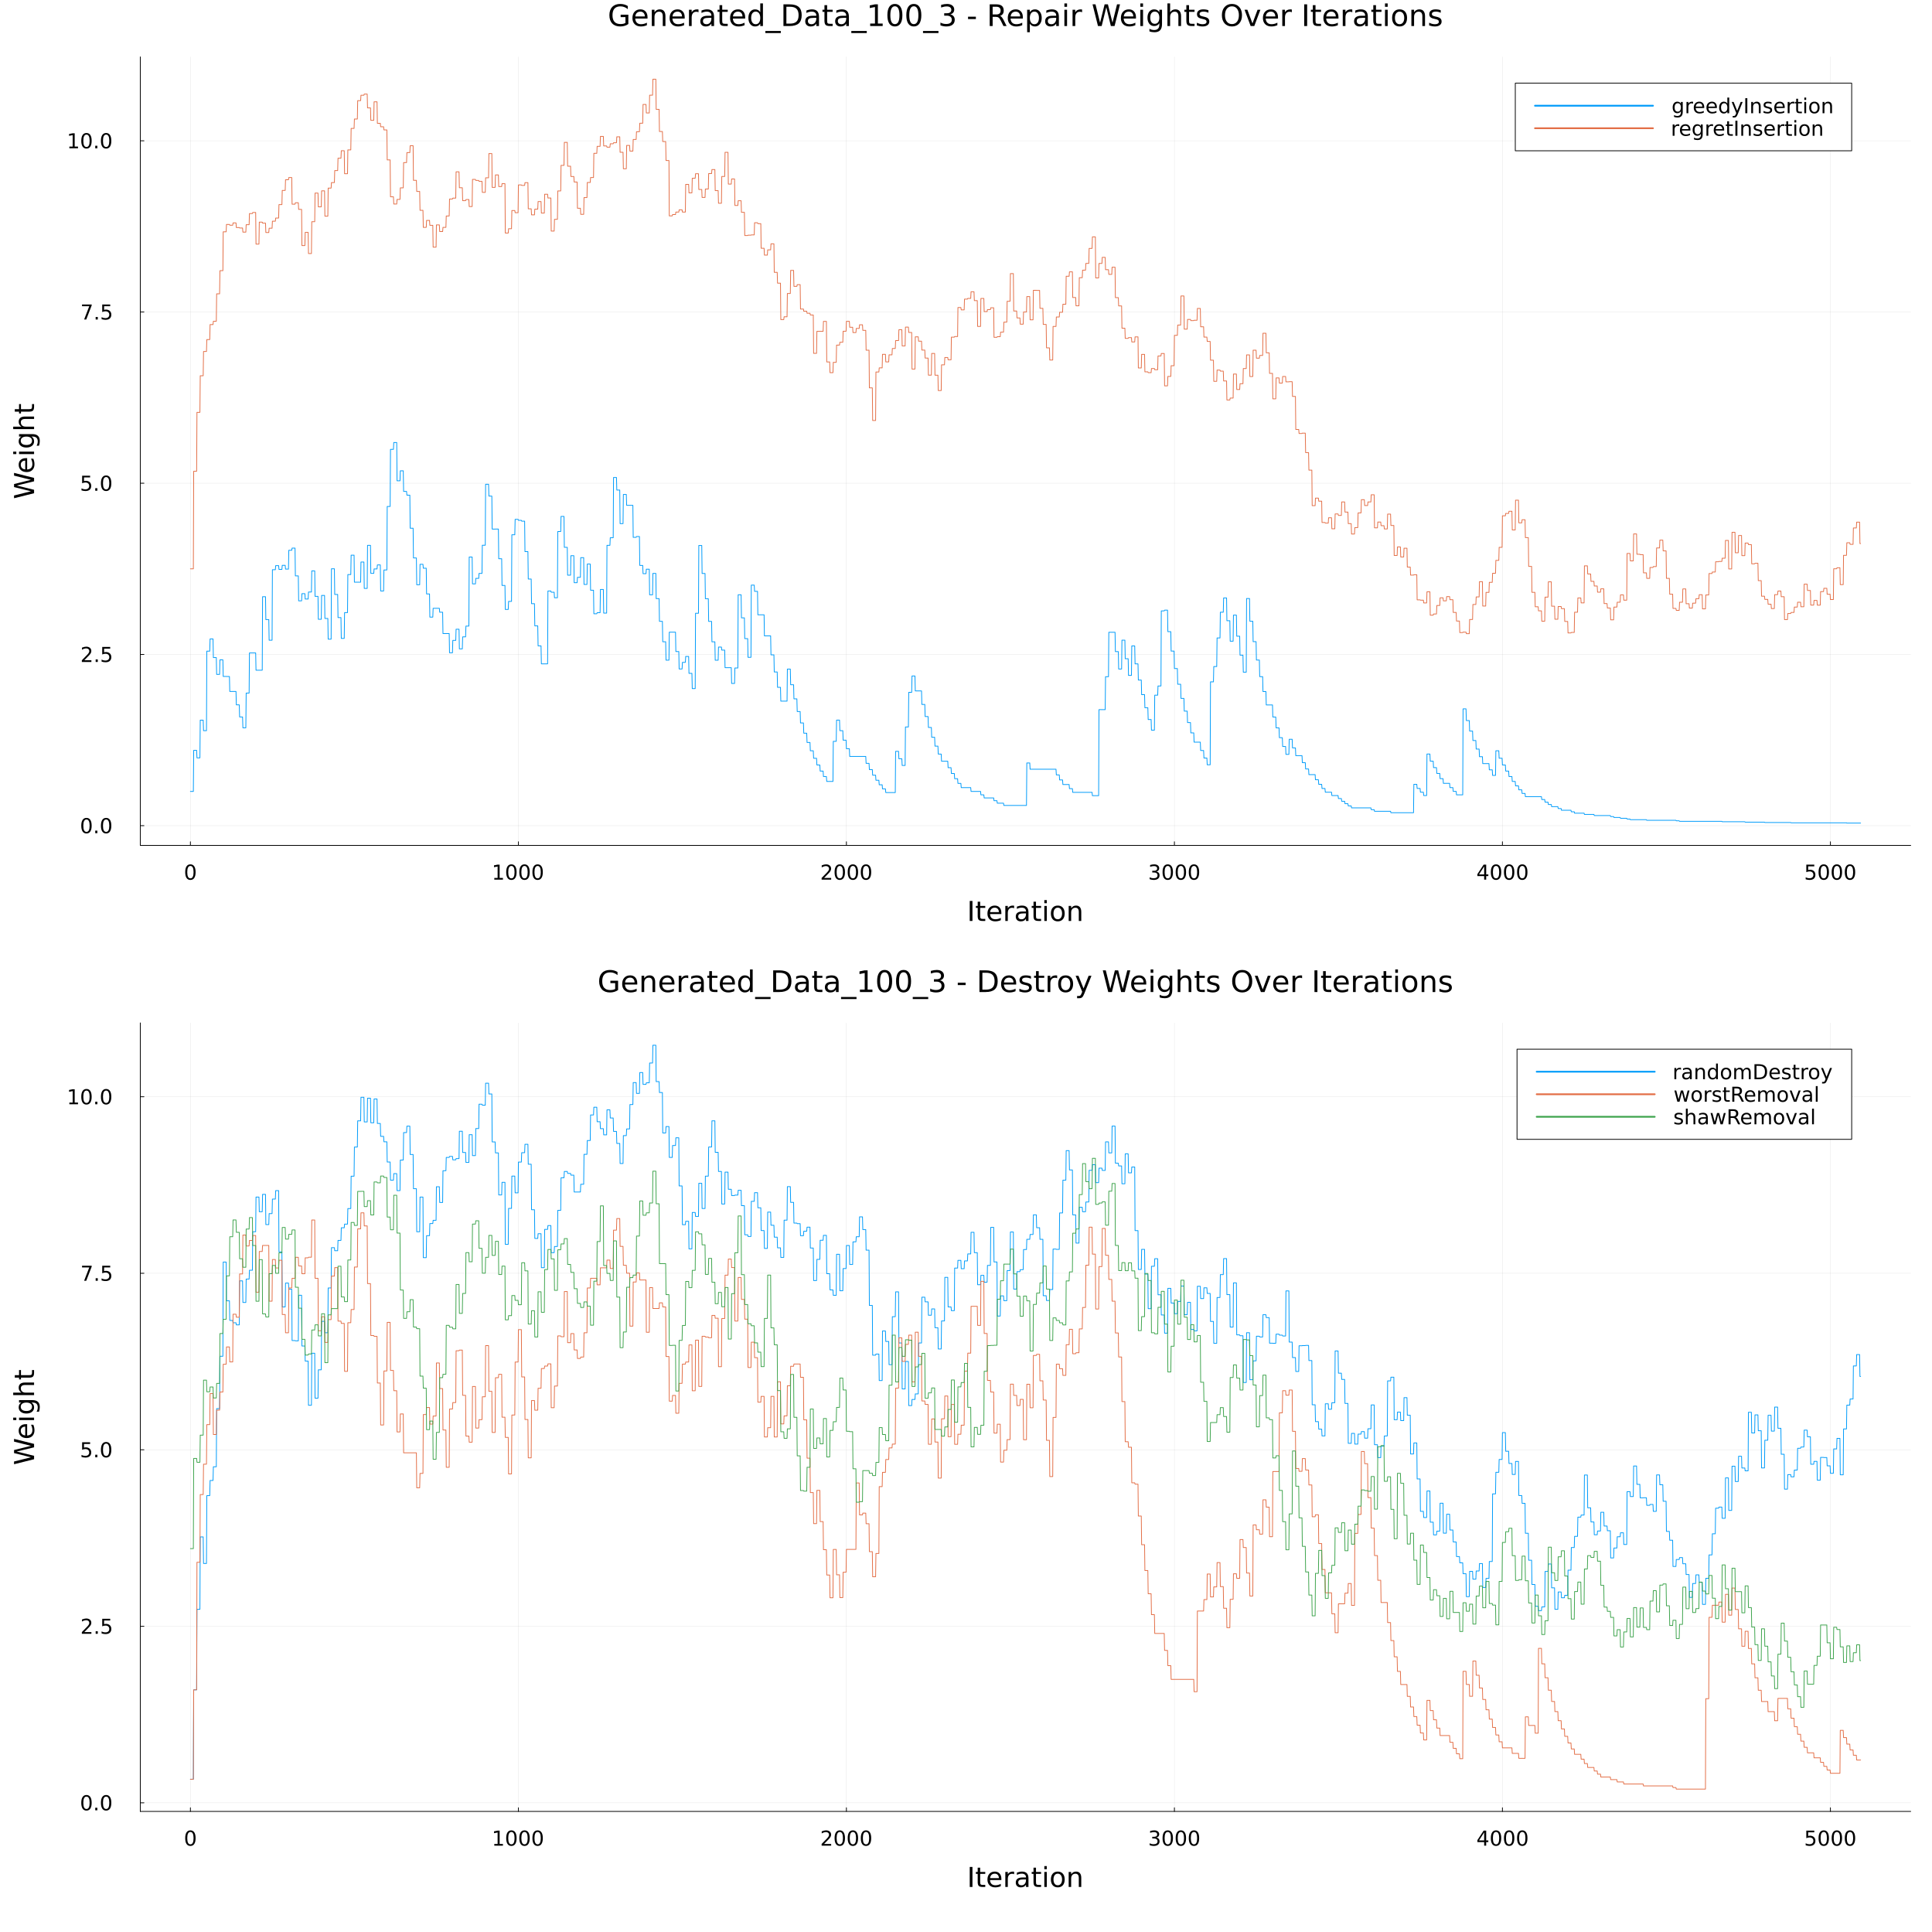 Generated_Data_100_3 - Repair Weights Over Iterations
greedyInsertion
regretInsertion
10.0
7.5
5.0
2.5
0.0
Weight
0 1000 2000 3000 4000 5000
Iteration
Generated_Data_100_3 - Destroy Weights Over Iterations
randomDestroy
worstRemoval
shawRemoval
10.0
7.5
5.0
2.5
0.0
Weight
0 1000 2000 3000 4000 5000
Iteration